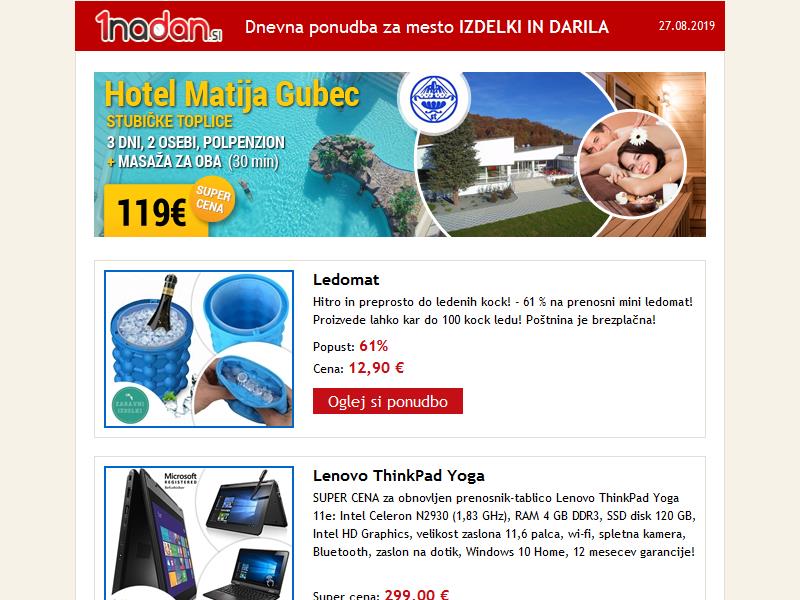 1nadan.si
Dnevna ponudba za mesto IZDELKI IN DARILA
27.08.2019
Hotel Matija Gubec
STUBIČKE TOPLICE
3 DNI, 2 OSEBI, POLPENZION
+ MASAŽA ZA OBA (30 min)
119€
SUPER
CENA
Ledomat
Hitro in preprosto do ledenih kock! - 61 % na prenosni mini ledomat!
Proizvede lahko kar do 100 kock ledu! Poštnina je brezplačna!
Popust: 61%
Cena: 12,90 €
Oglej si ponudbo
ZABAVNI
IZDELKI
Microsoft
REGISTERED
Refurbisher
Lenovo ThinkPad Yoga
SUPER CENA za obnovljen prenosnik-tablico Lenovo ThinkPad Yoga
11e: Intel Celeron N2930 (1,83 GHz), RAM 4 GB DDR3, SSD disk 120 GB,
Intel HD Graphics, velikost zaslona 11,6 palca, wi-fi, spletna kamera,
Bluetooth, zaslon na dotik, Windows 10 Home, 12 mesecev garancije!
Super cena: 299,00 €